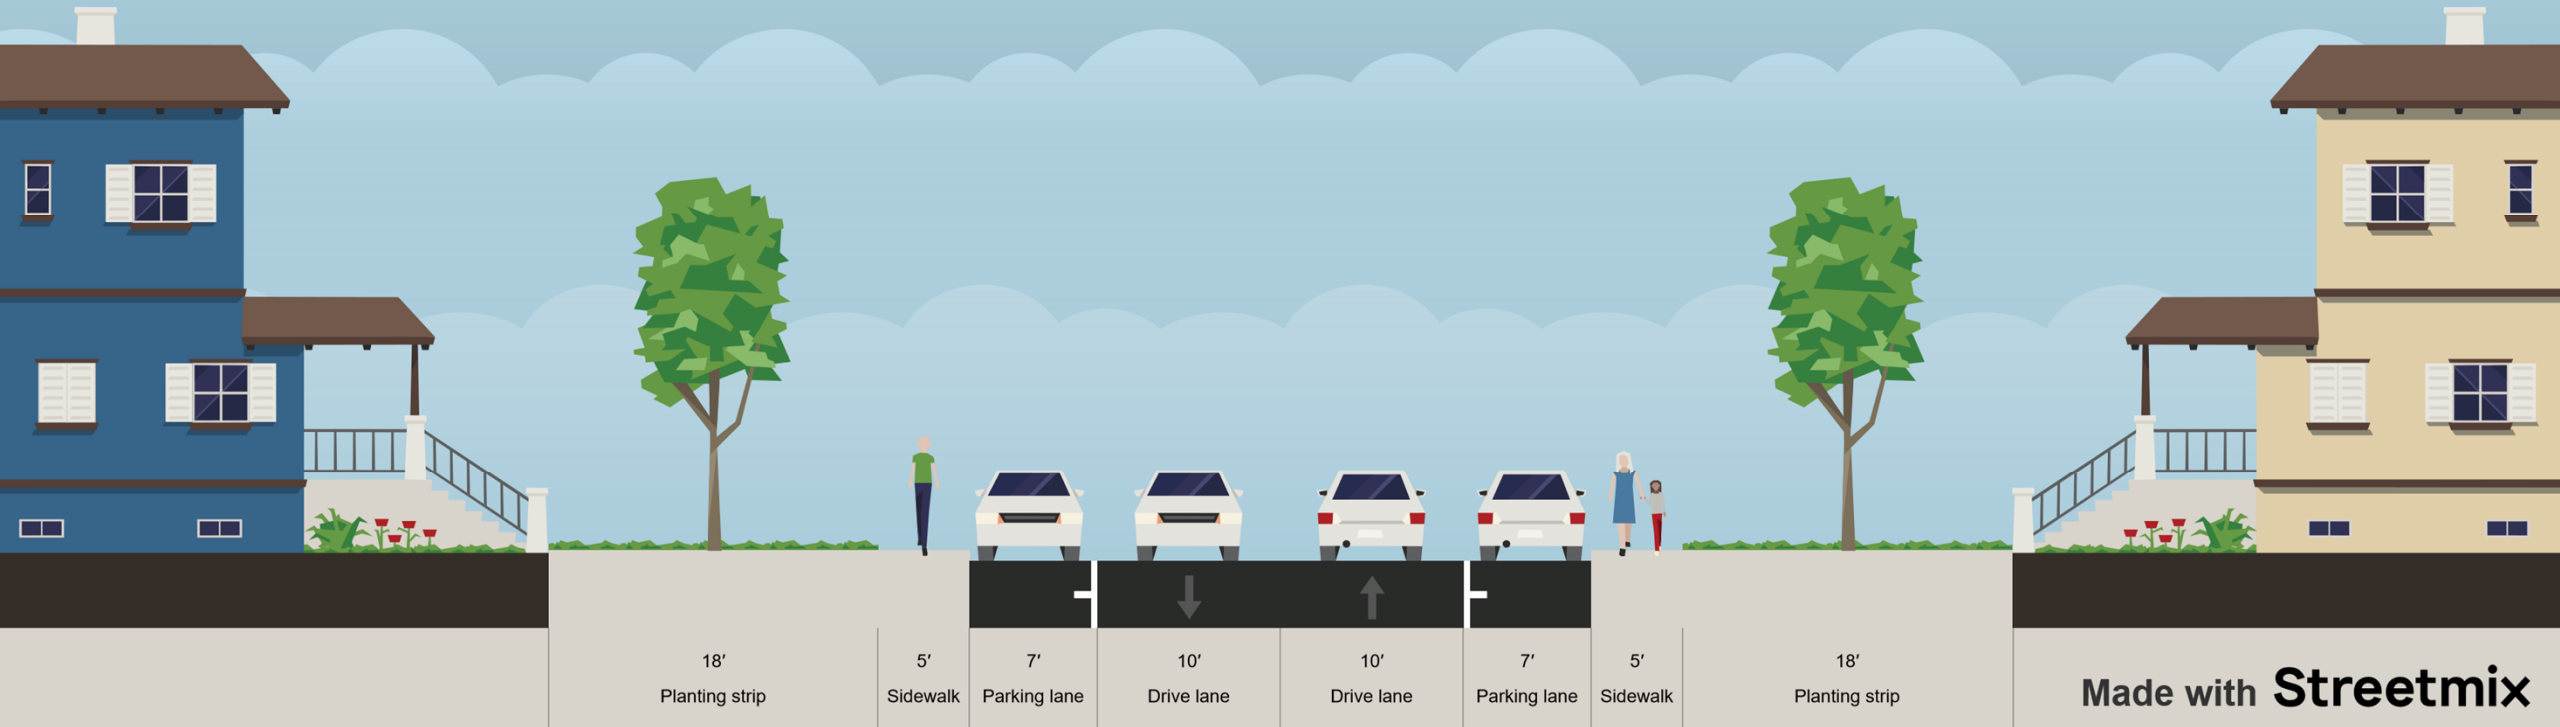 18′
Planting strip
5′
Sidewalk
7′
Parking lane
10′
Drive lane
10′
Drive lane
7′
Parking lane
5′
Sidewalk
18′
Planting strip
Made with Streetmix